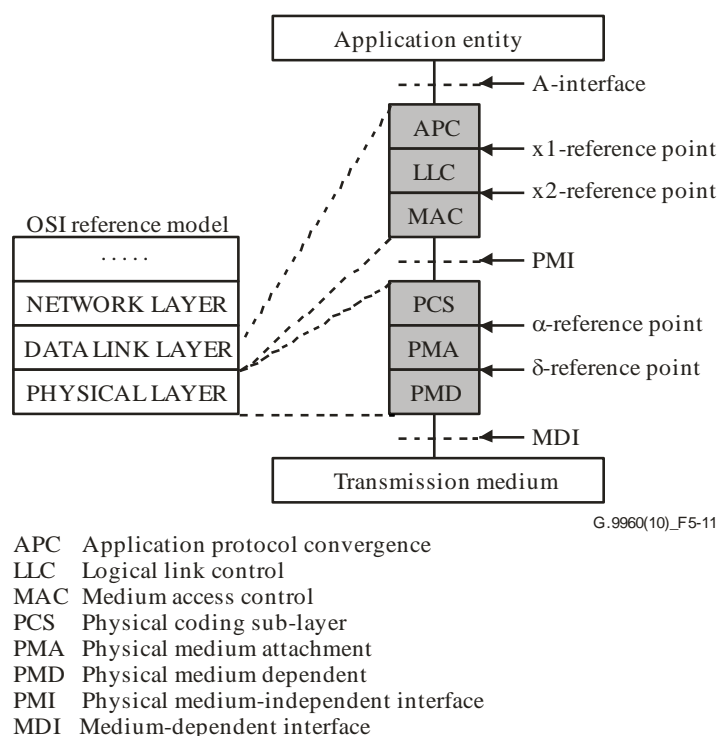 Application entity
A-interface
APC
x1-reference point
LLC
x2-reference point
MAC
OSI reference model
. . . . .
PMI
NETWORK LAYER
PCS
α-reference point
DATA LINK LAYER
PMA
δ-reference point
PHYSICAL LAYER
PMD
MDI
Transmission medium
G.9960(10)_F5-11
APC Application protocol convergence
LLC Logical link control
MAC Medium access control
PCS Physical coding sub-layer
PMA Physical medium attachment
PMD Physical medium dependent
PMI Physical medium-independent interface
MDI Medium-dependent interface